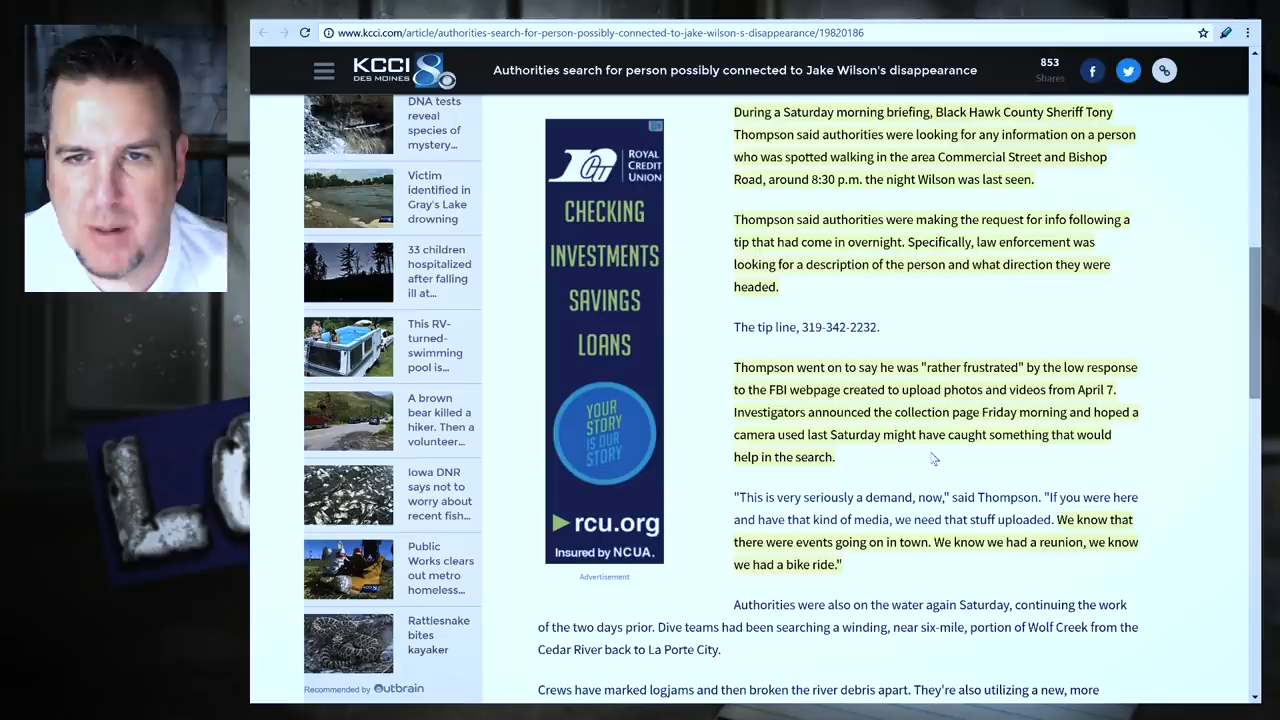 www.kcci.com/article/authorities-search-for-person-possibly-connected-to-jake-wilson-s-disappearance/19820186
KCCI 8
DES MOINES
Authorities search for person possibly connected to Jake Wilson's disappearance
853
Shares
DNA tests
reveal
species of
mystery...
Victim
identified in
Gray's Lake
drowning
33 children
hospitalized
after falling
ill at...
This RV-
turned-
swimming
pool is...
A brown
bear killed a
hiker. Then a
volunteer...
Iowa DNR
says not to
worry about
recent fish...
Public
Works clears
out metro
homeless...
Rattlesnake
bites
kayaker
Recommended by Outbrain
ROYAL
CREDIT
UNION
CHECKING
INVESTMENTS
SAVINGS
LOANS
YOUR
STORY
IS OUR
STORY
rcu.org
Insured by NCUA.
Advertisement
During a Saturday morning briefing, Black Hawk County Sheriff Tony
Thompson said authorities were looking for any information on a person
who was spotted walking in the area Commercial Street and Bishop
Road, around 8:30 p.m. the night Wilson was last seen.
Thompson said authorities were making the request for info following a
tip that had come in overnight. Specifically, law enforcement was
looking for a description of the person and what direction they were
headed.
The tip line, 319-342-2232.
Thompson went on to say he was "rather frustrated" by the low response
to the FBI webpage created to upload photos and videos from April 7.
Investigators announced the collection page Friday morning and hoped a
camera used last Saturday might have caught something that would
help in the search.
"This is very seriously a demand, now," said Thompson. "If you were here
and have that kind of media, we need that stuff uploaded. We know that
there were events going on in town. We know we had a reunion, we know
we had a bike ride."
Authorities were also on the water again Saturday, continuing the work
of the two days prior. Dive teams had been searching a winding, near six-mile, portion of Wolf Creek from the
Cedar River back to La Porte City.
Crews have marked logjams and then broken the river debris apart. They're also utilizing a new, more